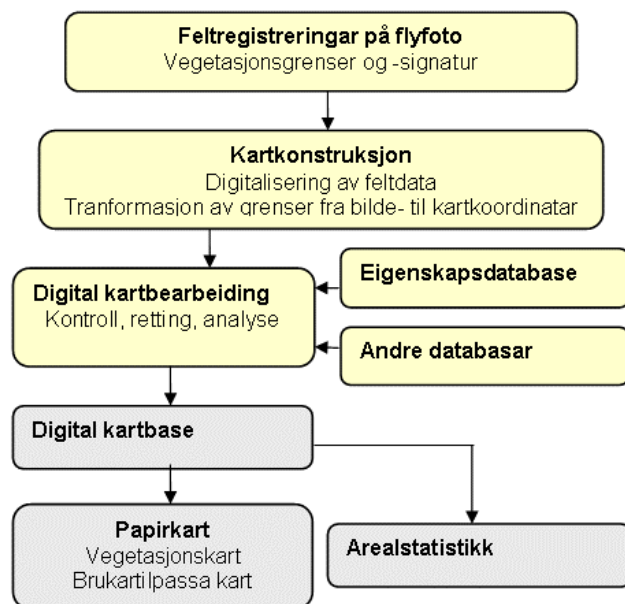 Feltregistreringar på flyfoto
Vegetasjonsgrenser og -signatur
Kartkonstruksjon
Digitalisering av feltdata
Tranformasjon av grenser fra bilde- til kartkoordinatar
Digital kartbearbeiding
Kontroll, retting, analyse
Eigenskapsdatabase
Andre databasar
Digital kartbase
Papirkart
Vegetasjonskart
Brukartilpassa kart
Arealstatistikk